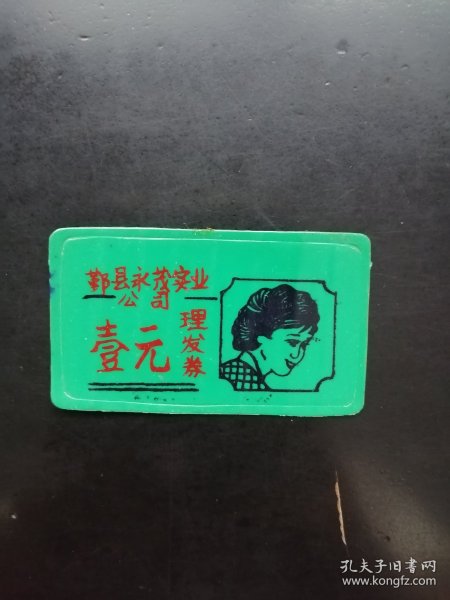 鄞县永茂实业
公司
壹元
理发券
孔夫子旧书网
www.kongfz.com